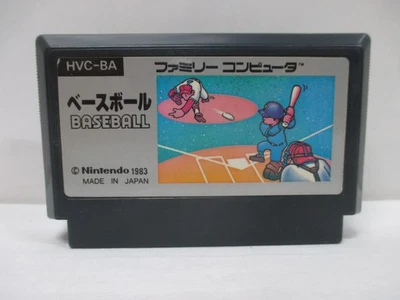 HVC-BA
ファミリー コンピュータ™
ベースボール
BASEBALL
© Nintendo 1983
MADE IN JAPAN